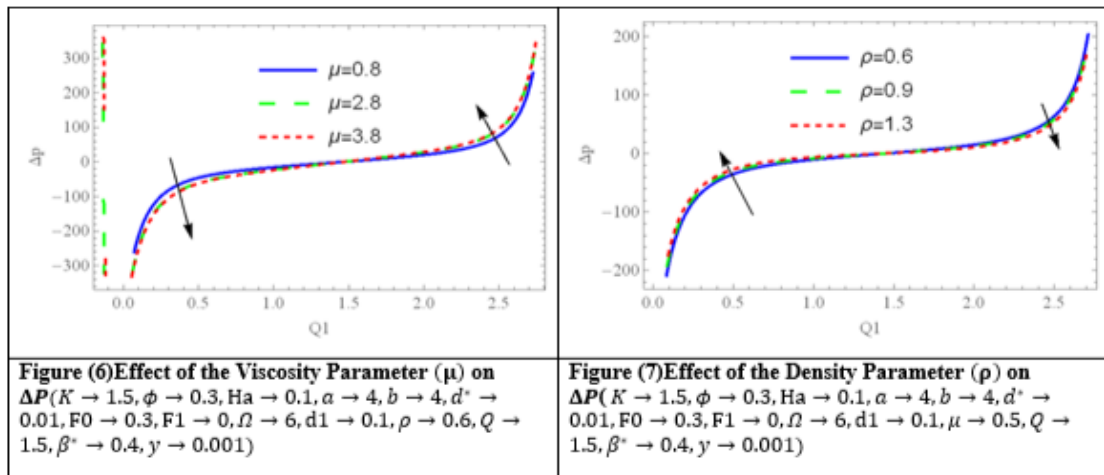 300
200
100
0
−100
−200
−300
Δp
μ=0.8
μ=2.8
μ=3.8
0.0 0.5 1.0 1.5 2.0 2.5
Q1
200
100
0
−100
−200
Δp
ρ=0.6
ρ=0.9
ρ=1.3
0.0 0.5 1.0 1.5 2.0 2.5
Q1
Figure (6)Effect of the Viscosity Parameter (μ) on
ΔP(K → 1.5, ϕ → 0.3, Ha → 0.1, a → 4, b → 4, d* →
0.01, F0 → 0.3, F1 → 0, Ω → 6, d1 → 0.1, ρ → 0.6, Q →
1.5, β* → 0.4, y → 0.001)
Figure (7)Effect of the Density Parameter (ρ) on
ΔP( K → 1.5, ϕ → 0.3, Ha → 0.1, a → 4, b → 4, d* →
0.01, F0 → 0.3, F1 → 0, Ω → 6, d1 → 0.1, μ → 0.5, Q →
1.5, β* → 0.4, y → 0.001)